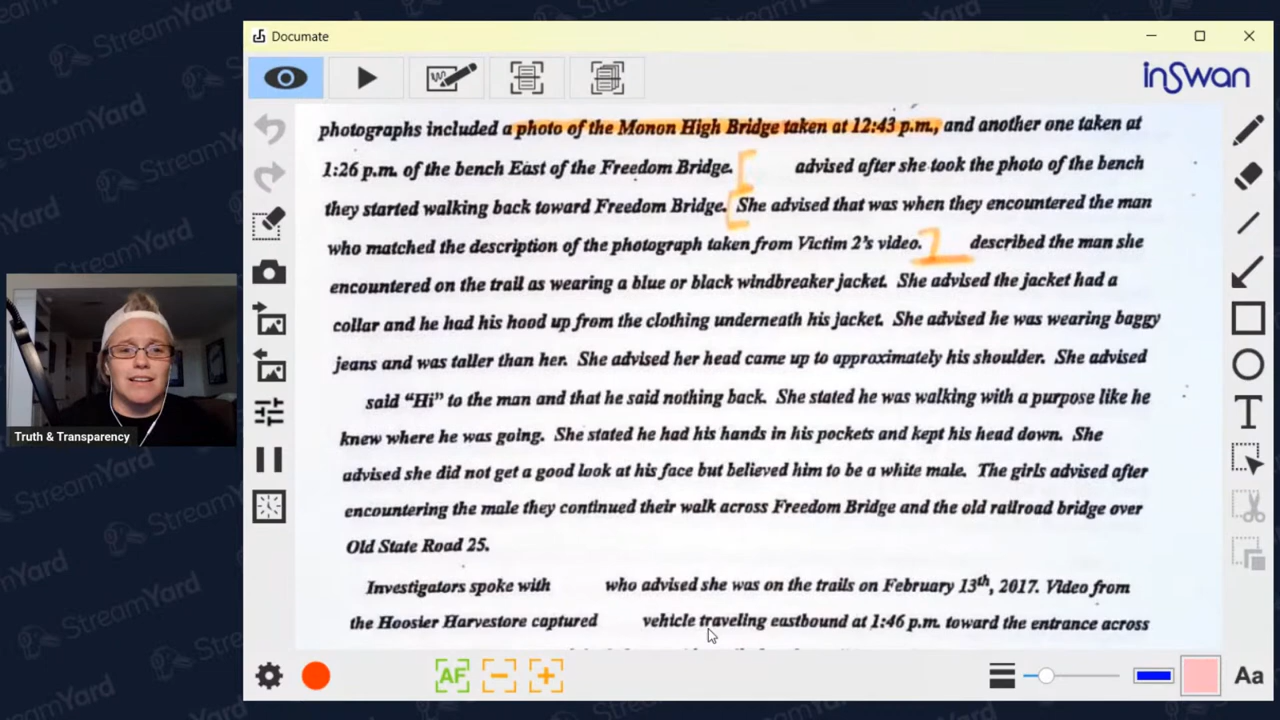 StreamYard
Documate
inSwan
photographs included a photo of the Monon High Bridge taken at 12:43 p.m., and another one taken at
1:26 p.m. of the bench East of the Freedom Bridge. advised after she took the photo of the bench
they started walking back toward Freedom Bridge. She advised that was when they encountered the man
who matched the description of the photograph taken from Victim 2's video. described the man she
encountered on the trail as wearing a blue or black windbreaker jacket. She advised the jacket had a
collar and he had his hood up from the clothing underneath his jacket. She advised he was wearing baggy
jeans and was taller than her. She advised her head came up to approximately his shoulder. She advised
said "Hi" to the man and that he said nothing back. She stated he was walking with a purpose like he
knew where he was going. She stated he had his hands in his pockets and kept his head down. She
advised she did not get a good look at his face but believed him to be a white male. The girls advised after
encountering the male they continued their walk across Freedom Bridge and the old railroad bridge over
Old State Road 25.
Investigators spoke with who advised she was on the trails on February 13th, 2017. Video from
the Hoosier Harvestore captured vehicle traveling eastbound at 1:46 p.m. toward the entrance across
Truth & Transparency
AF
T
Aa